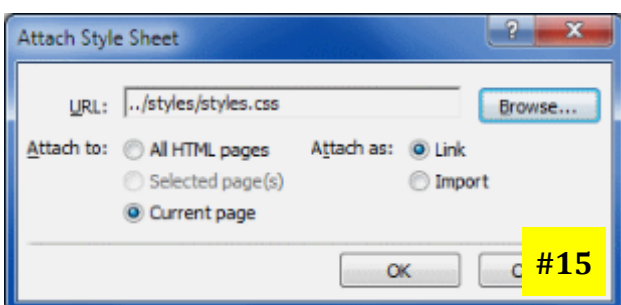 Attach Style Sheet
URL: ../styles/styles.css Browse...
Attach to: All HTML pages Attach as: Link
Selected page(s) Import
Current page
OK
#15